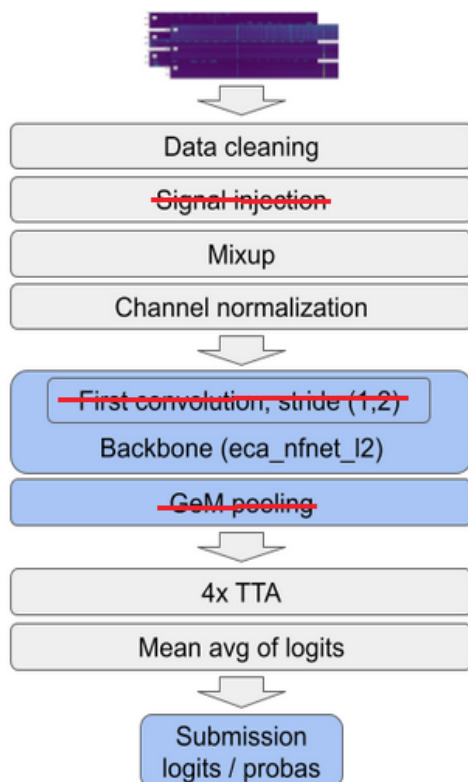 Data cleaning
Signal injection
Mixup
Channel normalization
First convolution, stride (1,2)
Backbone (eca_nfnet_l2)
GeM pooling
4x TTA
Mean avg of logits
Submission
logits / probas